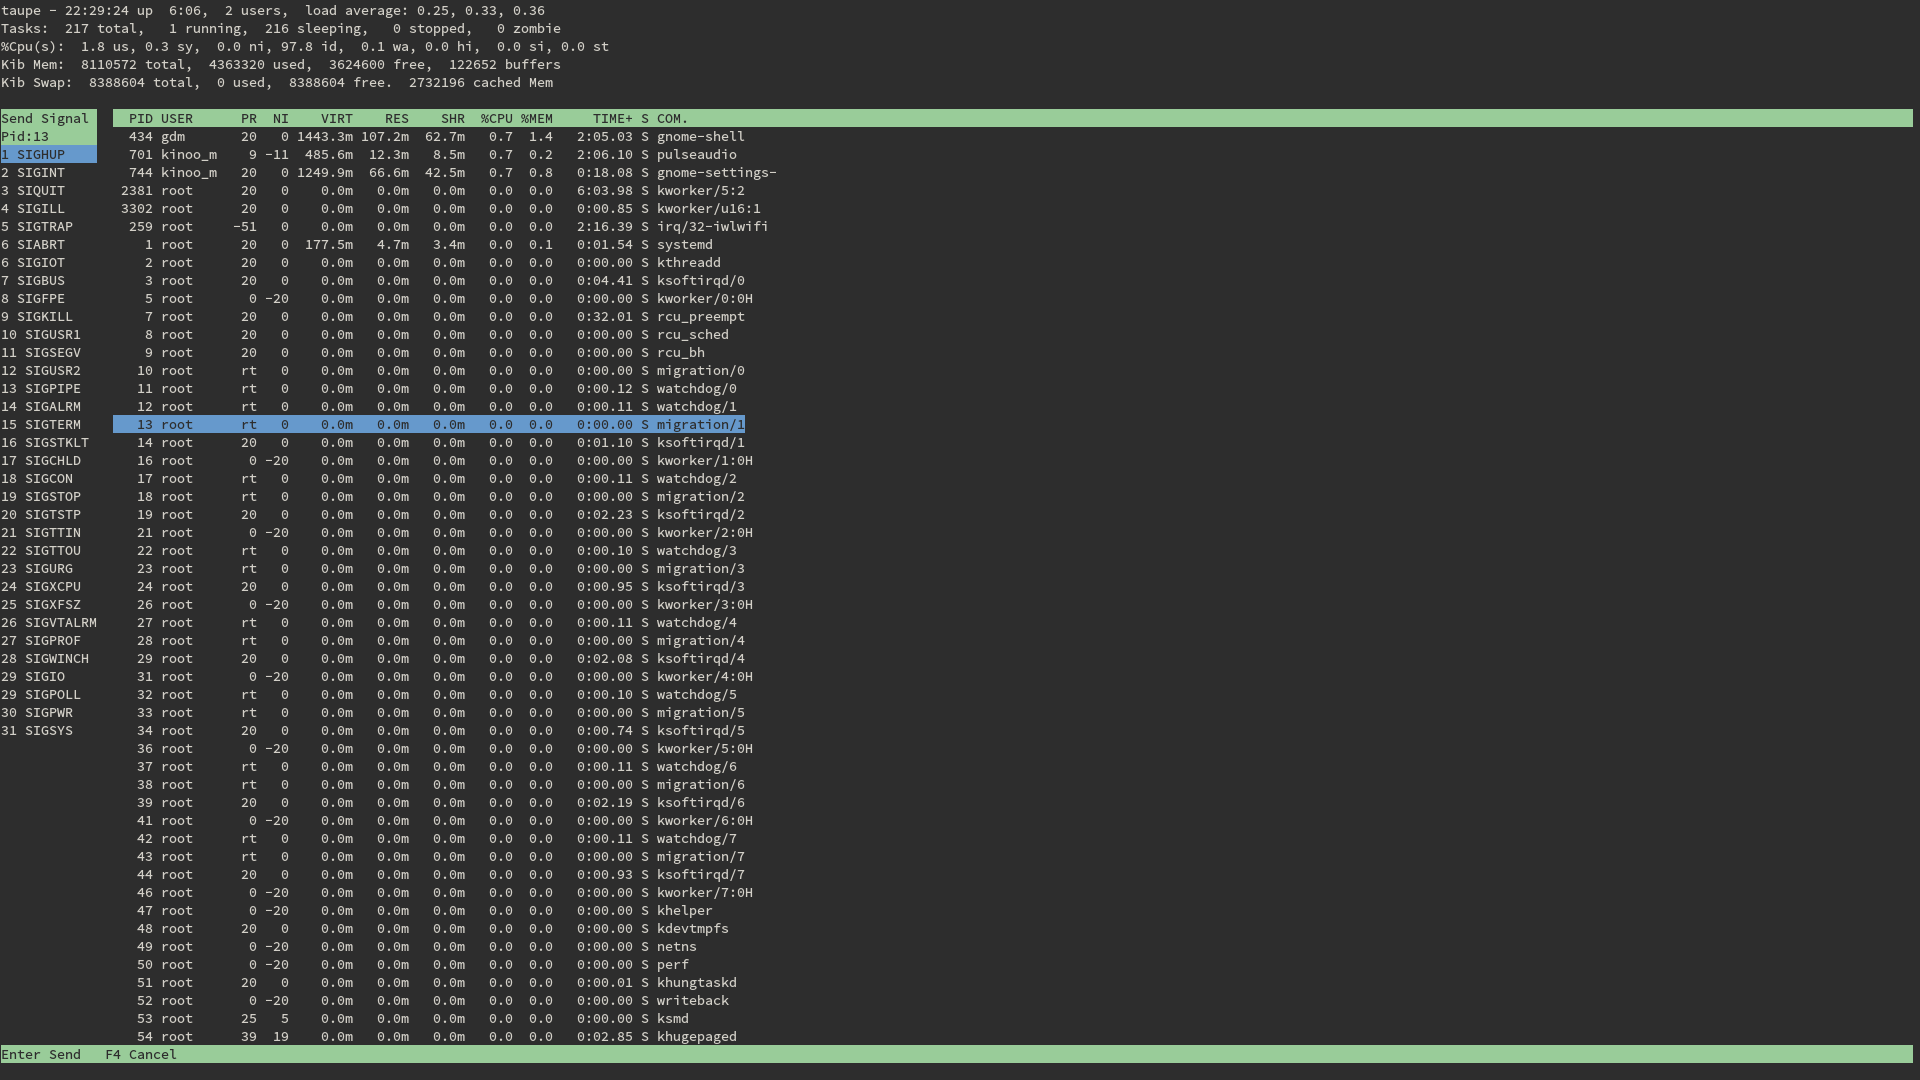 taupe - 22:29:24 up  6:06,  2 users,  load average: 0.25, 0.33, 0.36
Tasks:  217 total,   1 running,  216 sleeping,   0 stopped,   0 zombie
%Cpu(s):  1.8 us, 0.3 sy,  0.0 ni, 97.8 id,  0.1 wa, 0.0 hi,  0.0 si, 0.0 st
Kib Mem:  8110572 total,  4363320 used,  3624600 free,  122652 buffers
Kib Swap:  8388604 total,  0 used,  8388604 free.  2732196 cached Mem
Send Signal     PID USER      PR  NI    VIRT    RES    SHR  %CPU %MEM     TIME+ S COM.
Pid:13          434 gdm       20   0 1443.3m 107.2m  62.7m   0.7  1.4   2:05.03 S gnome-shell
1 SIGHUP        701 kinoo_m    9 -11  485.6m  12.3m   8.5m   0.7  0.2   2:06.10 S pulseaudio
2 SIGINT        744 kinoo_m   20   0 1249.9m  66.6m  42.5m   0.7  0.8   0:18.08 S gnome-settings-
3 SIQUIT       2381 root      20   0    0.0m   0.0m   0.0m   0.0  0.0   6:03.98 S kworker/5:2
4 SIGILL       3302 root      20   0    0.0m   0.0m   0.0m   0.0  0.0   0:00.85 S kworker/u16:1
5 SIGTRAP       259 root     -51   0    0.0m   0.0m   0.0m   0.0  0.0   2:16.39 S irq/32-iwlwifi
6 SIABRT          1 root      20   0  177.5m   4.7m   3.4m   0.0  0.1   0:01.54 S systemd
6 SIGIOT          2 root      20   0    0.0m   0.0m   0.0m   0.0  0.0   0:00.00 S kthreadd
7 SIGBUS          3 root      20   0    0.0m   0.0m   0.0m   0.0  0.0   0:04.41 S ksoftirqd/0
8 SIGFPE          5 root       0 -20    0.0m   0.0m   0.0m   0.0  0.0   0:00.00 S kworker/0:0H
9 SIGKILL         7 root      20   0    0.0m   0.0m   0.0m   0.0  0.0   0:32.01 S rcu_preempt
10 SIGUSR1        8 root      20   0    0.0m   0.0m   0.0m   0.0  0.0   0:00.00 S rcu_sched
11 SIGSEGV        9 root      20   0    0.0m   0.0m   0.0m   0.0  0.0   0:00.00 S rcu_bh
12 SIGUSR2       10 root      rt   0    0.0m   0.0m   0.0m   0.0  0.0   0:00.00 S migration/0
13 SIGPIPE       11 root      rt   0    0.0m   0.0m   0.0m   0.0  0.0   0:00.12 S watchdog/0
14 SIGALRM       12 root      rt   0    0.0m   0.0m   0.0m   0.0  0.0   0:00.11 S watchdog/1
15 SIGTERM       13 root      rt   0    0.0m   0.0m   0.0m   0.0  0.0   0:00.00 S migration/1
16 SIGSTKLT      14 root      20   0    0.0m   0.0m   0.0m   0.0  0.0   0:01.10 S ksoftirqd/1
17 SIGCHLD       16 root       0 -20    0.0m   0.0m   0.0m   0.0  0.0   0:00.00 S kworker/1:0H
18 SIGCON        17 root      rt   0    0.0m   0.0m   0.0m   0.0  0.0   0:00.11 S watchdog/2
19 SIGSTOP       18 root      rt   0    0.0m   0.0m   0.0m   0.0  0.0   0:00.00 S migration/2
20 SIGTSTP       19 root      20   0    0.0m   0.0m   0.0m   0.0  0.0   0:02.23 S ksoftirqd/2
21 SIGTTIN       21 root       0 -20    0.0m   0.0m   0.0m   0.0  0.0   0:00.00 S kworker/2:0H
22 SIGTTOU       22 root      rt   0    0.0m   0.0m   0.0m   0.0  0.0   0:00.10 S watchdog/3
23 SIGURG        23 root      rt   0    0.0m   0.0m   0.0m   0.0  0.0   0:00.00 S migration/3
24 SIGXCPU       24 root      20   0    0.0m   0.0m   0.0m   0.0  0.0   0:00.95 S ksoftirqd/3
25 SIGXFSZ       26 root       0 -20    0.0m   0.0m   0.0m   0.0  0.0   0:00.00 S kworker/3:0H
26 SIGVTALRM     27 root      rt   0    0.0m   0.0m   0.0m   0.0  0.0   0:00.11 S watchdog/4
27 SIGPROF       28 root      rt   0    0.0m   0.0m   0.0m   0.0  0.0   0:00.00 S migration/4
28 SIGWINCH      29 root      20   0    0.0m   0.0m   0.0m   0.0  0.0   0:02.08 S ksoftirqd/4
29 SIGIO         31 root       0 -20    0.0m   0.0m   0.0m   0.0  0.0   0:00.00 S kworker/4:0H
29 SIGPOLL       32 root      rt   0    0.0m   0.0m   0.0m   0.0  0.0   0:00.10 S watchdog/5
30 SIGPWR        33 root      rt   0    0.0m   0.0m   0.0m   0.0  0.0   0:00.00 S migration/5
31 SIGSYS        34 root      20   0    0.0m   0.0m   0.0m   0.0  0.0   0:00.74 S ksoftirqd/5
36 root       0 -20    0.0m   0.0m   0.0m   0.0  0.0   0:00.00 S kworker/5:0H
37 root      rt   0    0.0m   0.0m   0.0m   0.0  0.0   0:00.11 S watchdog/6
38 root      rt   0    0.0m   0.0m   0.0m   0.0  0.0   0:00.00 S migration/6
39 root      20   0    0.0m   0.0m   0.0m   0.0  0.0   0:02.19 S ksoftirqd/6
41 root       0 -20    0.0m   0.0m   0.0m   0.0  0.0   0:00.00 S kworker/6:0H
42 root      rt   0    0.0m   0.0m   0.0m   0.0  0.0   0:00.11 S watchdog/7
43 root      rt   0    0.0m   0.0m   0.0m   0.0  0.0   0:00.00 S migration/7
44 root      20   0    0.0m   0.0m   0.0m   0.0  0.0   0:00.93 S ksoftirqd/7
46 root       0 -20    0.0m   0.0m   0.0m   0.0  0.0   0:00.00 S kworker/7:0H
47 root       0 -20    0.0m   0.0m   0.0m   0.0  0.0   0:00.00 S khelper
48 root      20   0    0.0m   0.0m   0.0m   0.0  0.0   0:00.00 S kdevtmpfs
49 root       0 -20    0.0m   0.0m   0.0m   0.0  0.0   0:00.00 S netns
50 root       0 -20    0.0m   0.0m   0.0m   0.0  0.0   0:00.00 S perf
51 root      20   0    0.0m   0.0m   0.0m   0.0  0.0   0:00.01 S khungtaskd
52 root       0 -20    0.0m   0.0m   0.0m   0.0  0.0   0:00.00 S writeback
53 root      25   5    0.0m   0.0m   0.0m   0.0  0.0   0:00.00 S ksmd
54 root      39  19    0.0m   0.0m   0.0m   0.0  0.0   0:02.85 S khugepaged
Enter Send   F4 Cancel